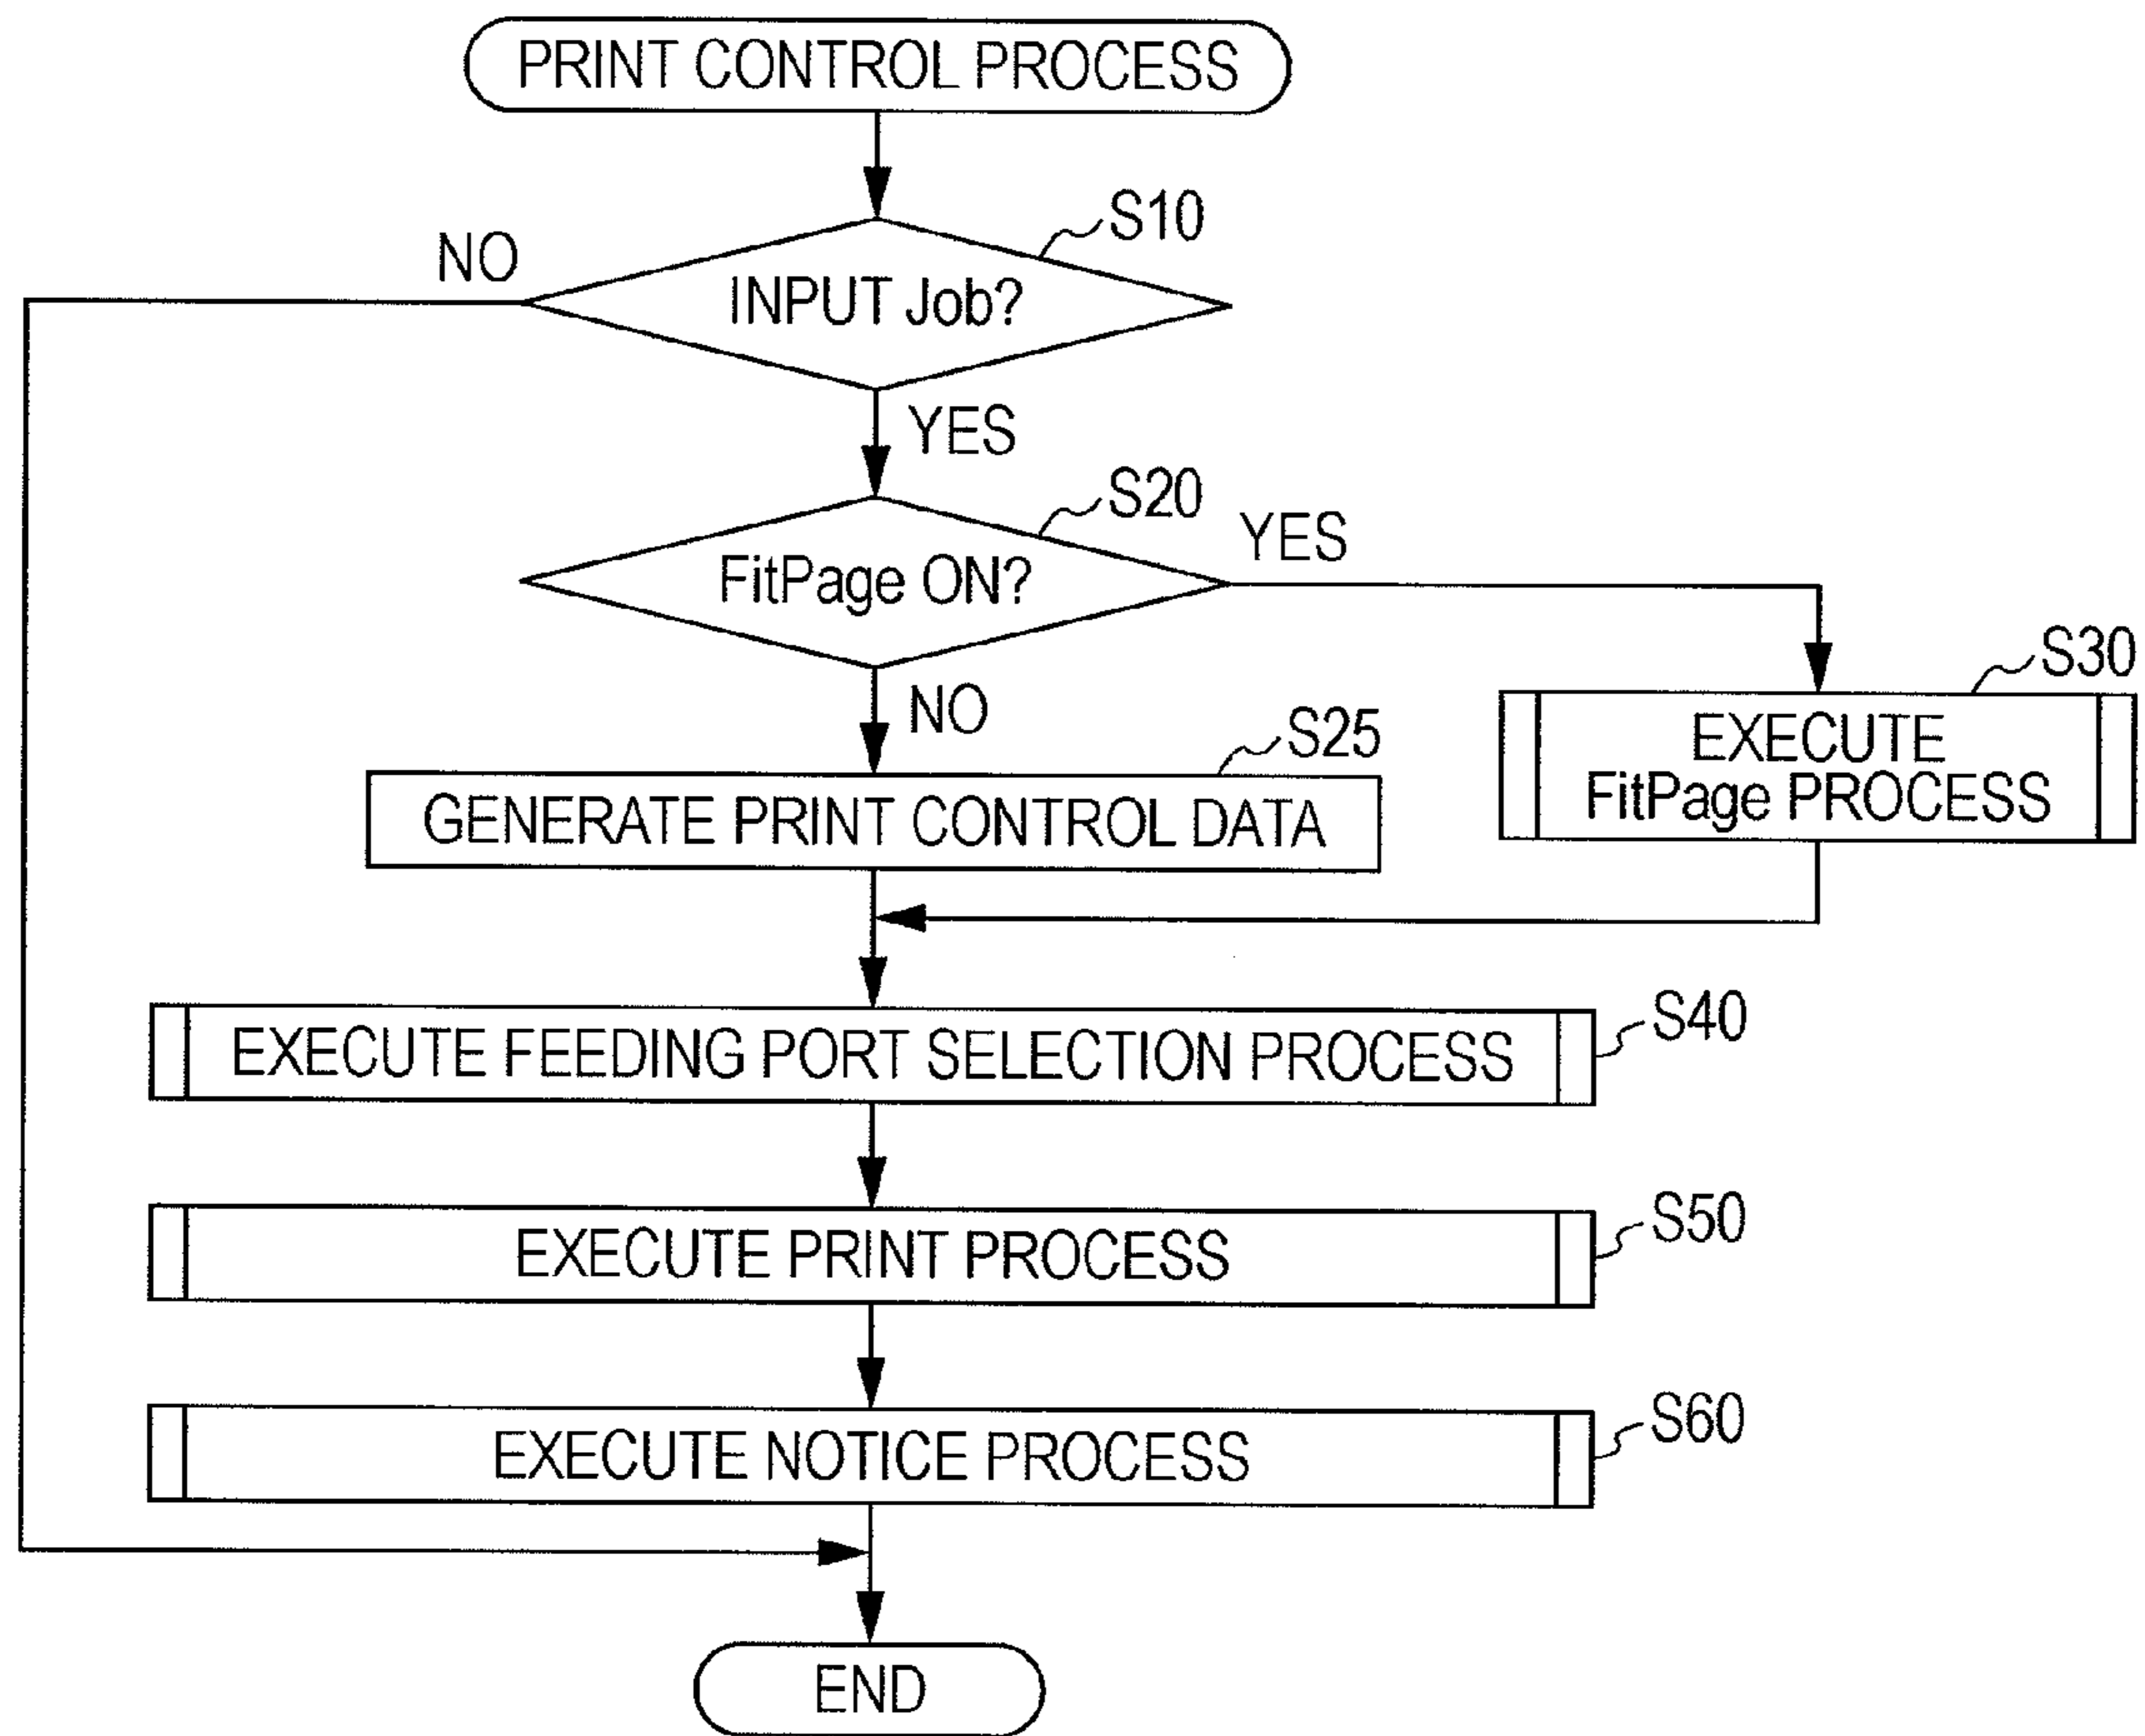 PRINT CONTROL PROCESS
S10
NO
INPUT Job?
YES
S20
YES
FitPage ON?
S30
NO
S25
EXECUTE
FitPage PROCESS
GENERATE PRINT CONTROL DATA
S40
EXECUTE FEEDING PORT SELECTION PROCESS
S50
EXECUTE PRINT PROCESS
S60
EXECUTE NOTICE PROCESS
END